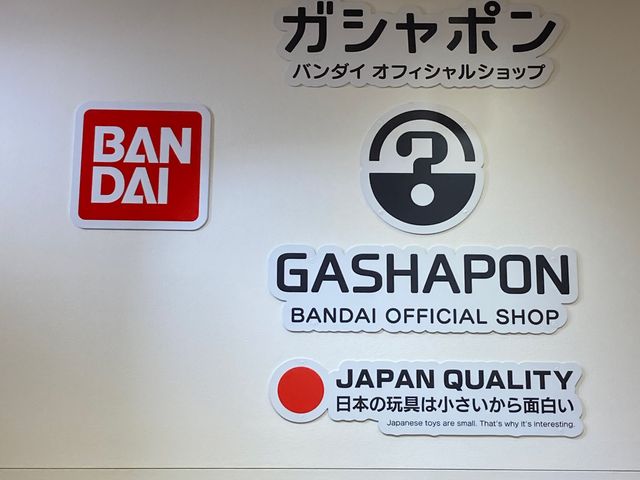 ガシャポン
バンダイ オフィシャルショップ
BAN
DAI
?
GASHAPON
BANDAI OFFICIAL SHOP
JAPAN QUALITY
日本の玩具は小さいから面白い
Japanese toys are small. That's why it's interesting.